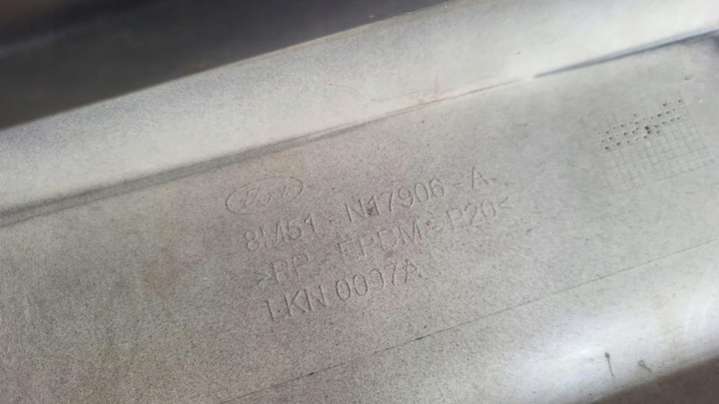 Ford
8M51-N17906-A
>PP-EPDM-P20<
LKN 0097A